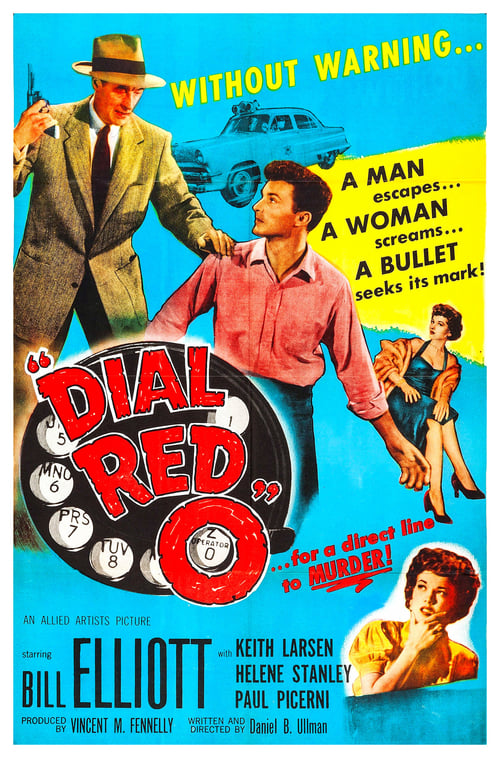 WITHOUT WARNING...
A MAN
escapes...
A WOMAN
screams...
A BULLET
seeks its mark!
"DIAL
RED
O"
J
5
1
MNO
6
PRS
7
TUV
8
Z
OPERATOR
0
...for a direct line
to MURDER!
AN ALLIED ARTISTS PICTURE
starring BILL ELLIOTT
with KEITH LARSEN
HELENE STANLEY
PAUL PICERNI
PRODUCED BY VINCENT M. FENNELLY
WRITTEN AND DIRECTED BY Daniel B. Ullman